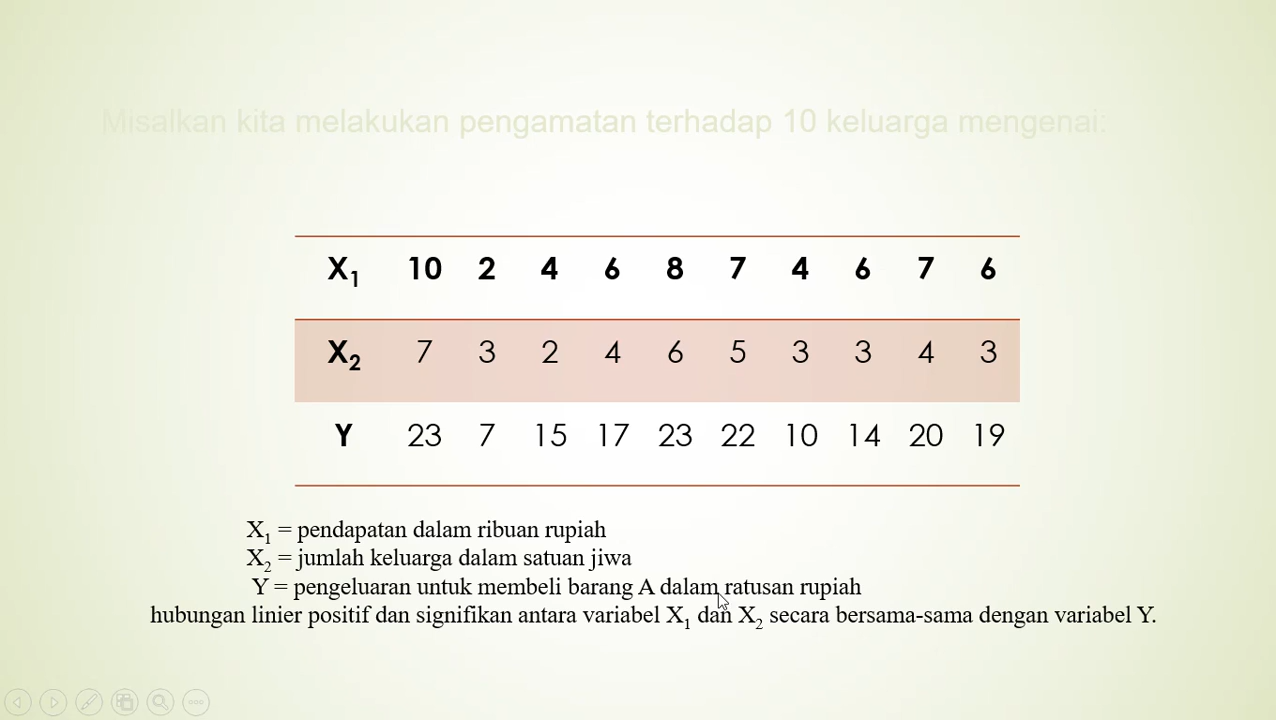 Misalkan kita melakukan pengamatan terhadap 10 keluarga mengenai:
X₁ 10 2 4 6 8 7 4 6 7 6
X₂ 7 3 2 4 6 5 3 3 4 3
Y 23 7 15 17 23 22 10 14 20 19
X₁ = pendapatan dalam ribuan rupiah
X₂ = jumlah keluarga dalam satuan jiwa
Y = pengeluaran untuk membeli barang A dalam ratusan rupiah
hubungan linier positif dan signifikan antara variabel X₁ dan X₂ secara bersama-sama dengan variabel Y.